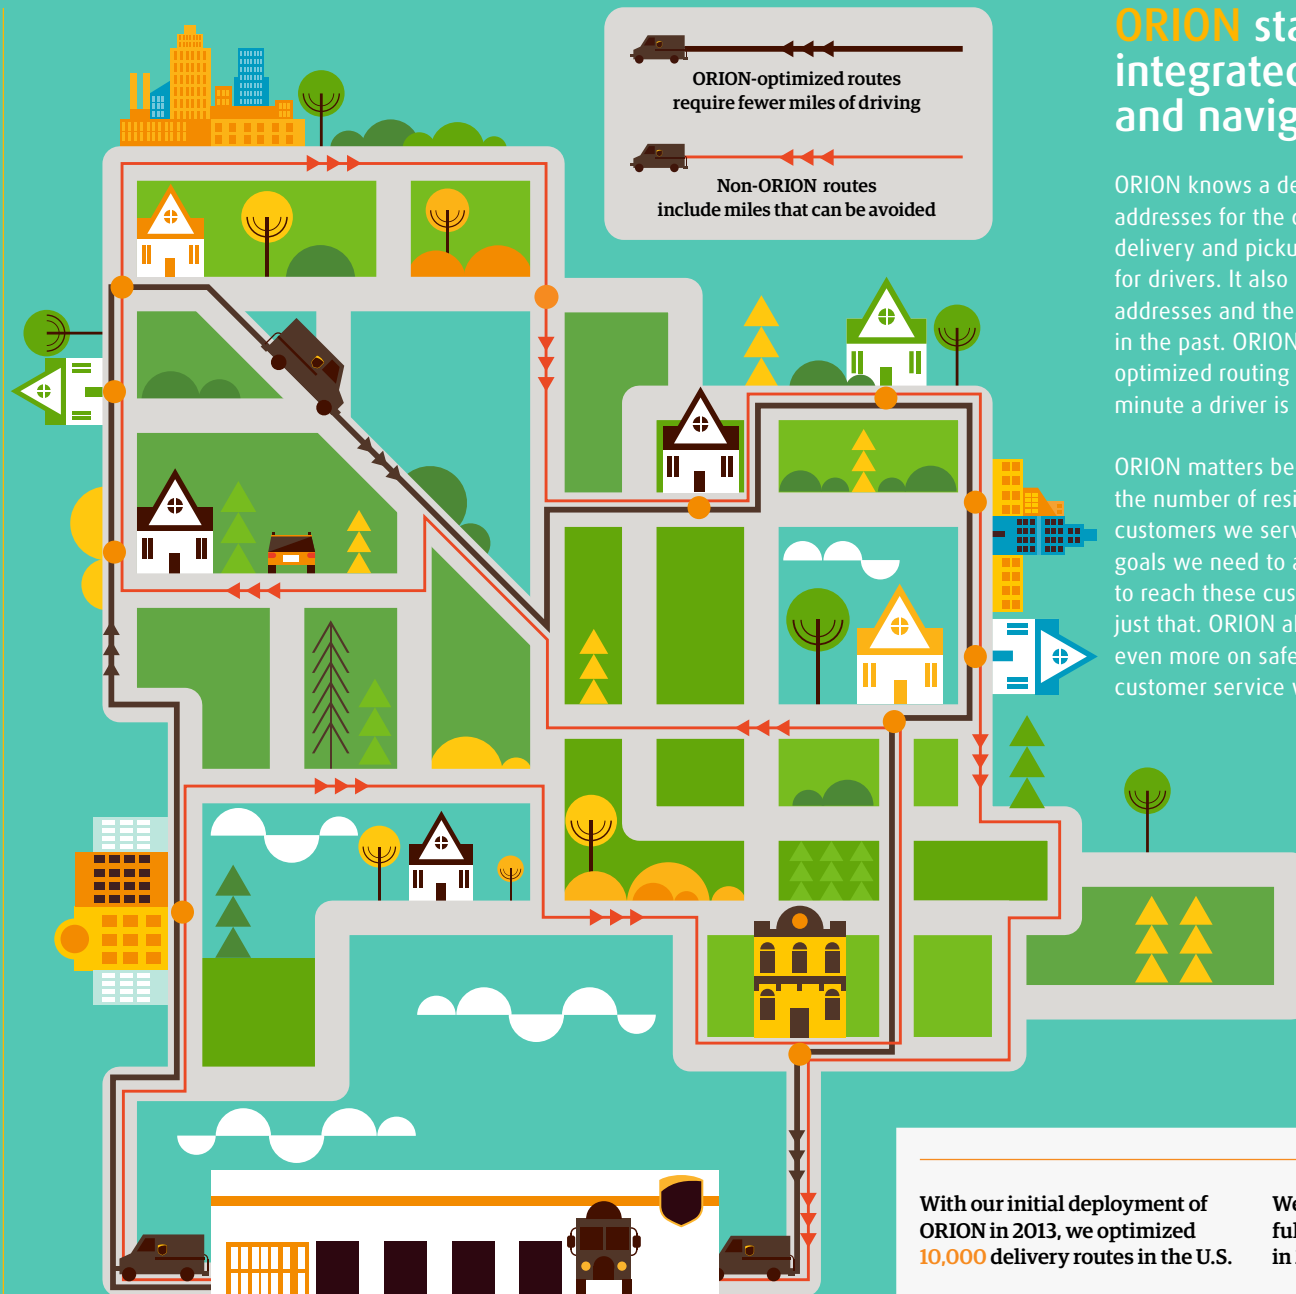 ORION-optimized routes
require fewer miles of driving
Non-ORION routes
include miles that can be avoided
ORION
integrated
and navig
ORION knows a de
addresses for the
delivery and picku
for drivers. It also
addresses and the
in the past. ORION
optimized routing
minute a driver is
ORION matters be
the number of resi
customers we serv
goals we need to a
to reach these cus
just that. ORION al
even more on safe
customer service
With our initial deployment of
ORION in 2013, we optimized
10,000 delivery routes in the U.S.
We
ful
in